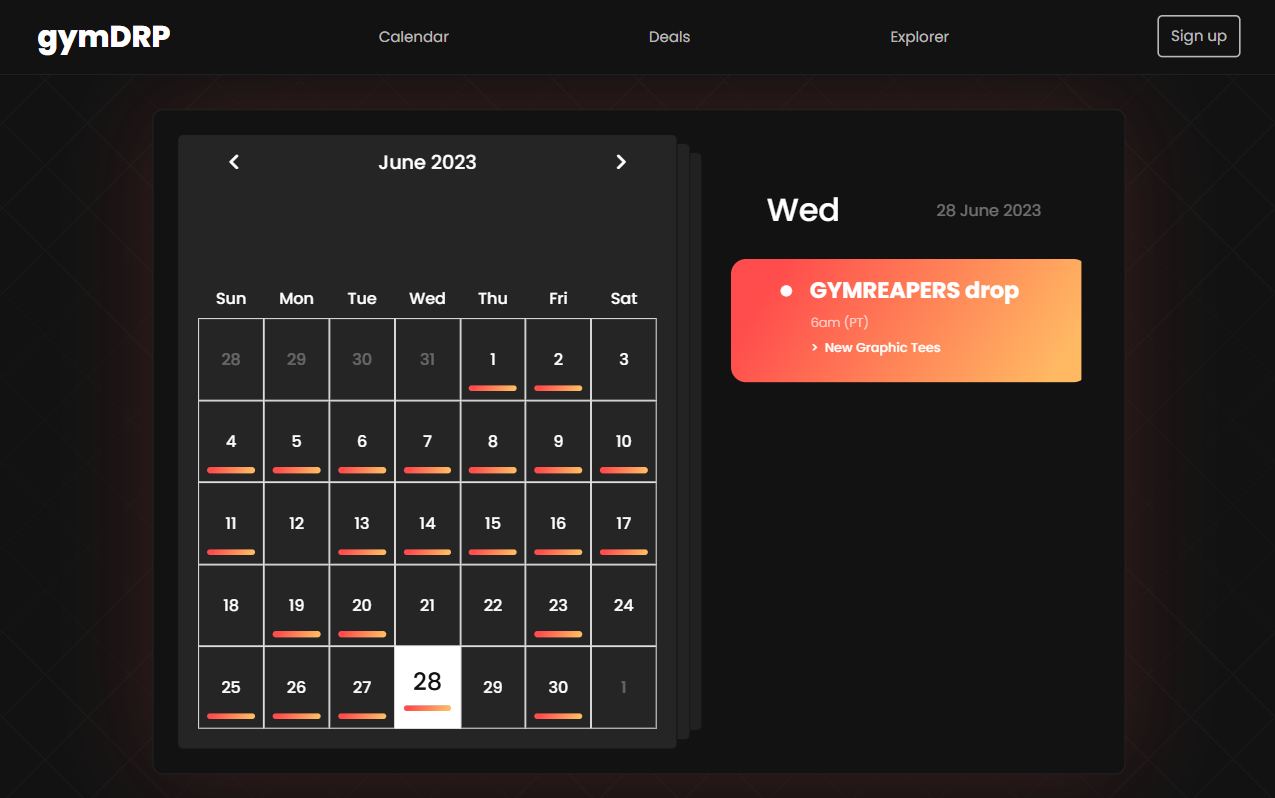 gymDRP Calendar Deals Explorer Sign up
June 2023
Sun Mon Tue Wed Thu Fri Sat
28 29 30 31 1 2 3
4 5 6 7 8 9 10
11 12 13 14 15 16 17
18 19 20 21 22 23 24
25 26 27 28 29 30 1
Wed 28 June 2023
GYMREAPERS drop
6am (PT)
> New Graphic Tees